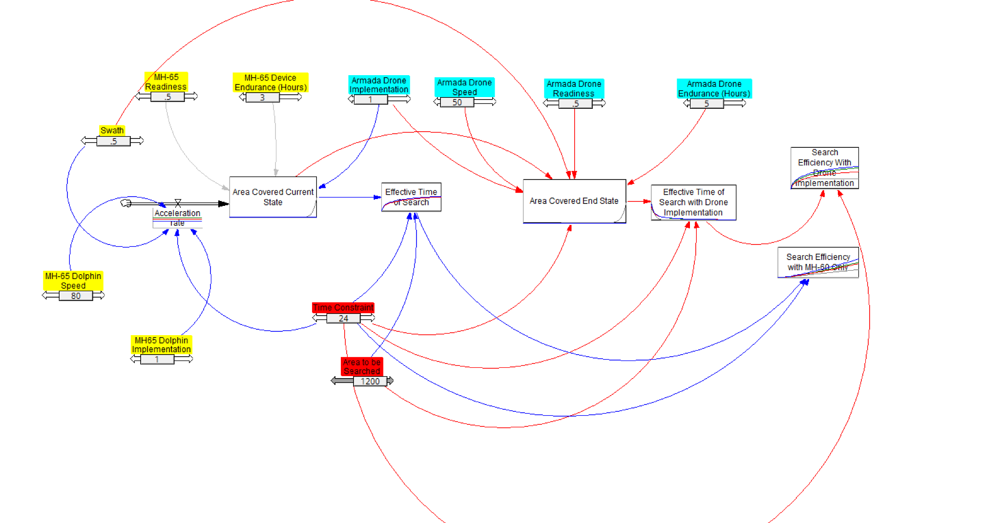 MH-65
Readiness
.5
MH-65 Device
Endurance (Hours)
3
Armada Drone
Implementation
1
Armada Drone
Speed
50
Armada Drone
Readiness
.5
Armada Drone
Endurance (Hours)
5
Swath
.5
Search
Efficiency With
Drone
Implementation
Area Covered Current
State
Effective Time
of Search
Area Covered End State
Effective Time of
Search with Drone
Implementation
Acceleration
rate
Search Efficiency
with MH-60 Only
MH-65 Dolphin
Speed
80
Time Constraint
24
MH65 Dolphin
Implementation
1
Area to be
Searched
1200